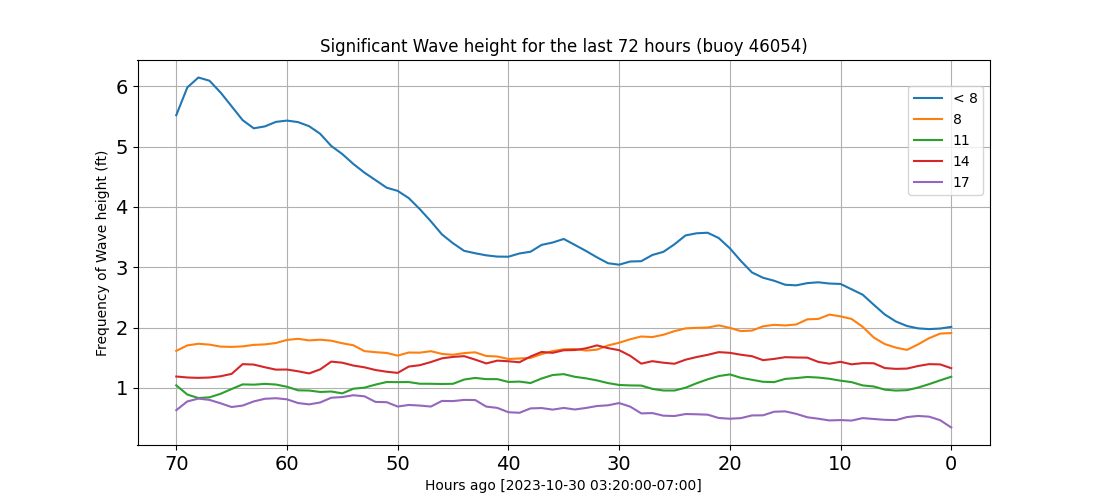 Significant Wave height for the last 72 hours (buoy 46054)
Frequency of Wave height (ft)
6
5
4
3
2
1
< 8
8
11
14
17
70 60 50 40 30 20 10 0
Hours ago [2023-10-30 03:20:00-07:00]